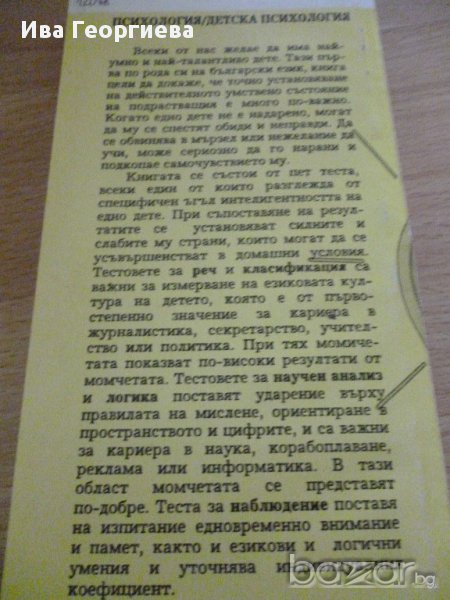 Ива Георгиева
ПСИХОЛОГИЯ/ДЕТСКА ПСИХОЛОГИЯ
Всеки от нас желае да има най-
умно и най-талантливо дете. Тази пър-
ва по рода си на български език, книга
цели да докаже, че точно установяване
на действителното умствено състояние
на подрастващия е много по-важно.
Когато едно дете не е надарено, могат
да му се спестят обиди и неправди. Да
се обвинява в мързел или нежелание да
учи, може сериозно да го нарани и
подкопае самочувствието му.
Книгата се състои от пет теста,
всеки един от които разглежда от
специфичен ъгъл интелигентността на
едно дете. При съпоставяне на резул-
татите се установяват силните и
слабите му страни, които могат да се
усъвършенстват в домашни условия.
Тестовете за реч и класификация са
важни за измерване на езиковата кул-
тура на детето, която е от първо-
степенно значение за кариера в
журналистика, секретарство, учител-
ство или политика. При тях момиче-
тата показват по-високи резултати от
момчетата. Тестовете за научен анализ
и логика поставят ударение върху
правилата на мислене, ориентиране в
пространството и цифрите, и са важни
за кариера в наука, корабоплаване,
реклама или информатика. В тази
област момчетата се представят
по-добре. Теста за наблюдение поставя
на изпитание едновременно внимание
и памет, както и езикови и логични
умения и уточнява
коефициент.
bazar.bg